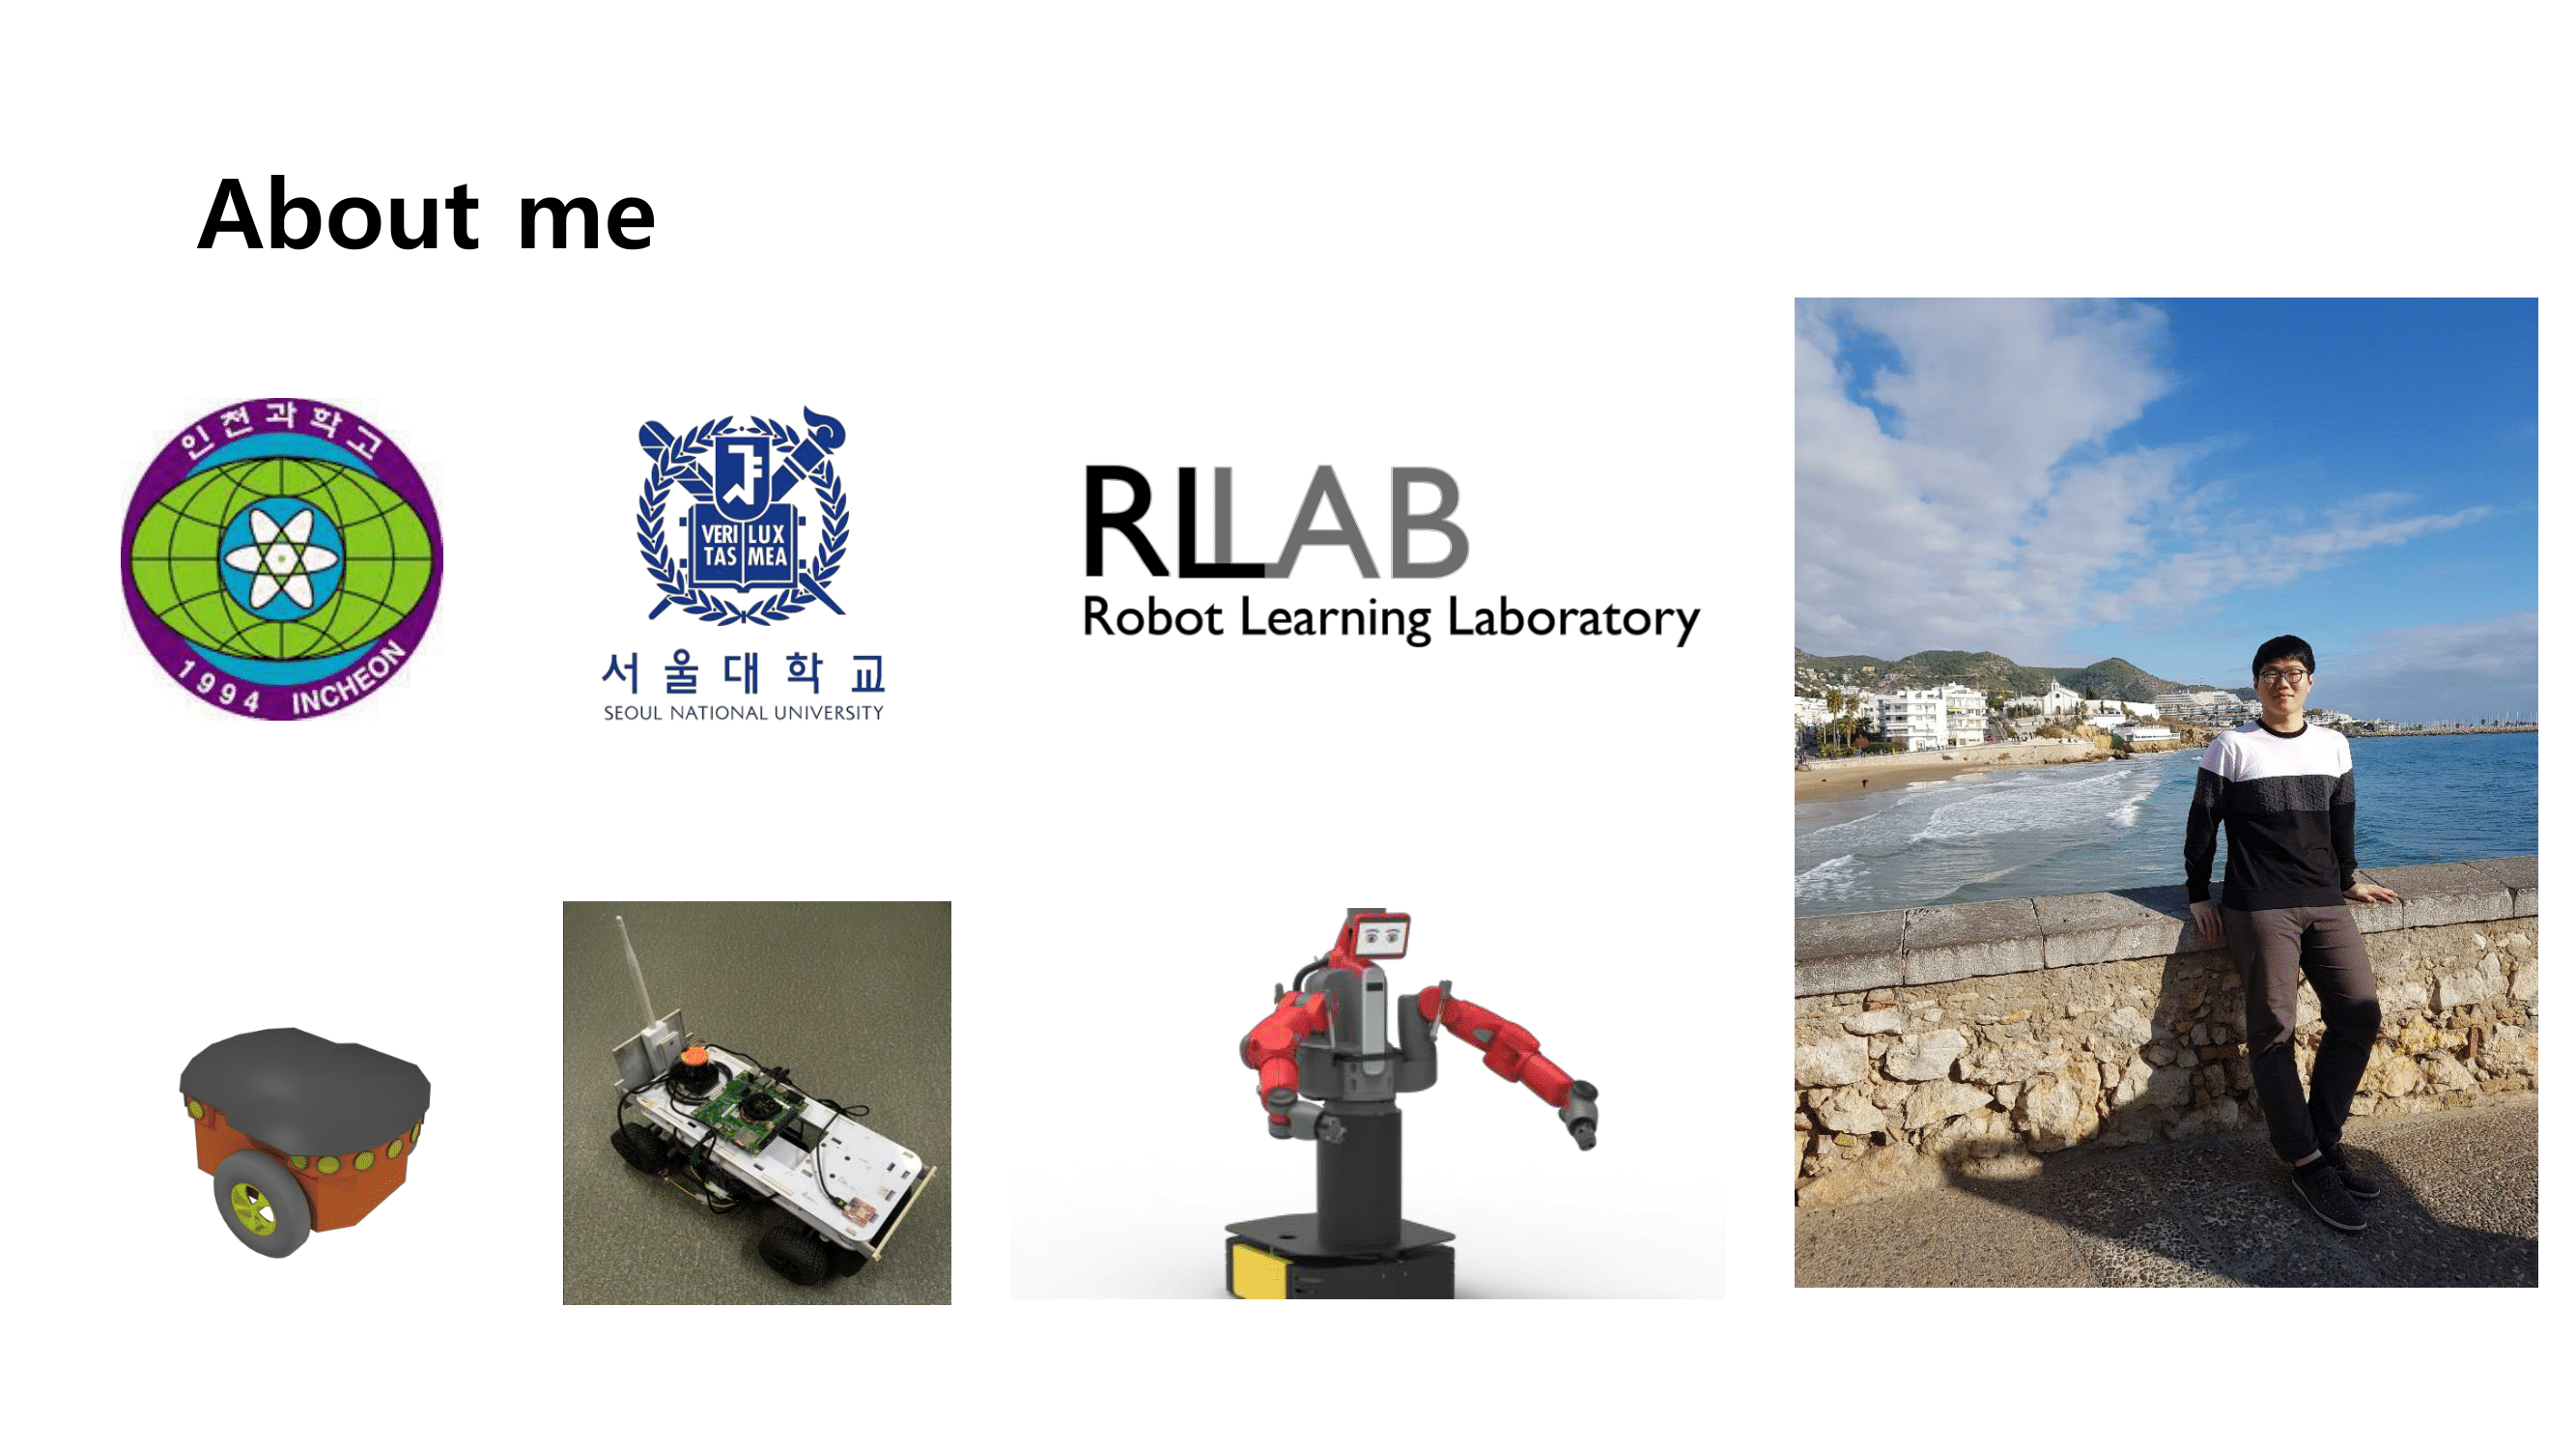 About me
인천과학고
1994 INCHEON
VERI LUX
TAS MEA
서울대학교
SEOUL NATIONAL UNIVERSITY
RLLAB
Robot Learning Laboratory